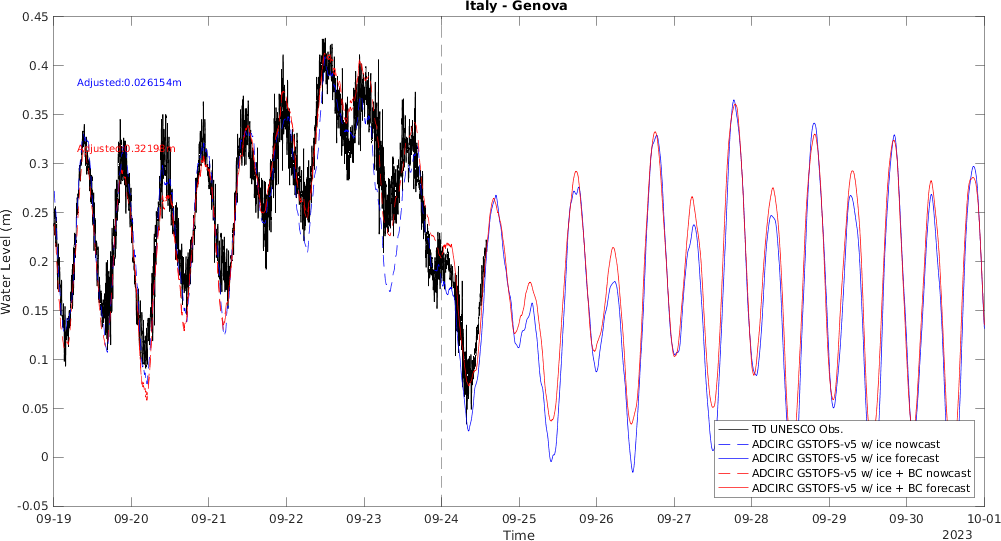 Italy - Genova
0.45
0.4
0.35
0.3
0.25
0.2
0.15
0.1
0.05
0
-0.05
Water Level (m)
Adjusted:0.026154m
TD UNESCO Obs.
ADCIRC GSTOFS-v5 w/ ice nowcast
ADCIRC GSTOFS-v5 w/ ice forecast
ADCIRC GSTOFS-v5 w/ ice + BC nowcast
ADCIRC GSTOFS-v5 w/ ice + BC forecast
09-19 09-20 09-21 09-22 09-23 09-24 09-25 09-26 09-27 09-28 09-29 09-30 10-01
Time
2023